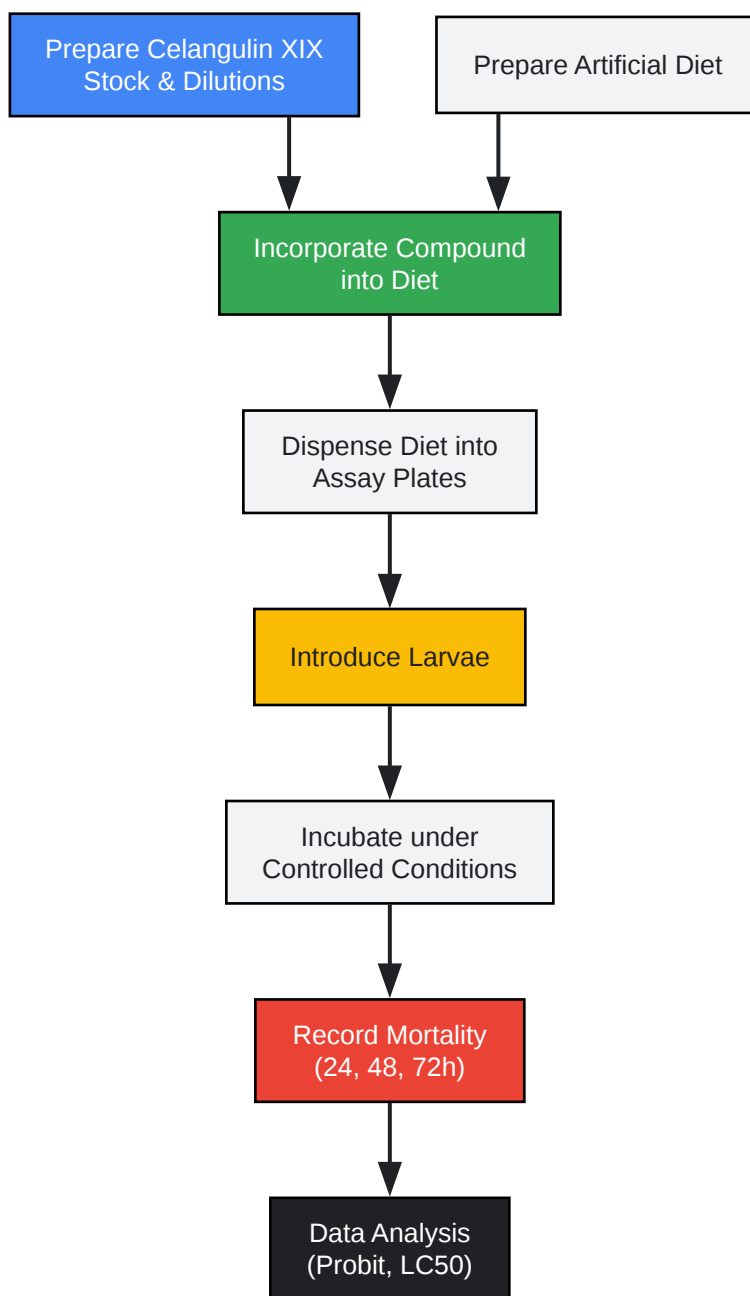 Prepare Celangulin XIX
Stock & Dilutions
Prepare Artificial Diet
Incorporate Compound
into Diet
Dispense Diet into
Assay Plates
Introduce Larvae
Incubate under
Controlled Conditions
Record Mortality
(24, 48, 72h)
Data Analysis
(Probit, LC50)